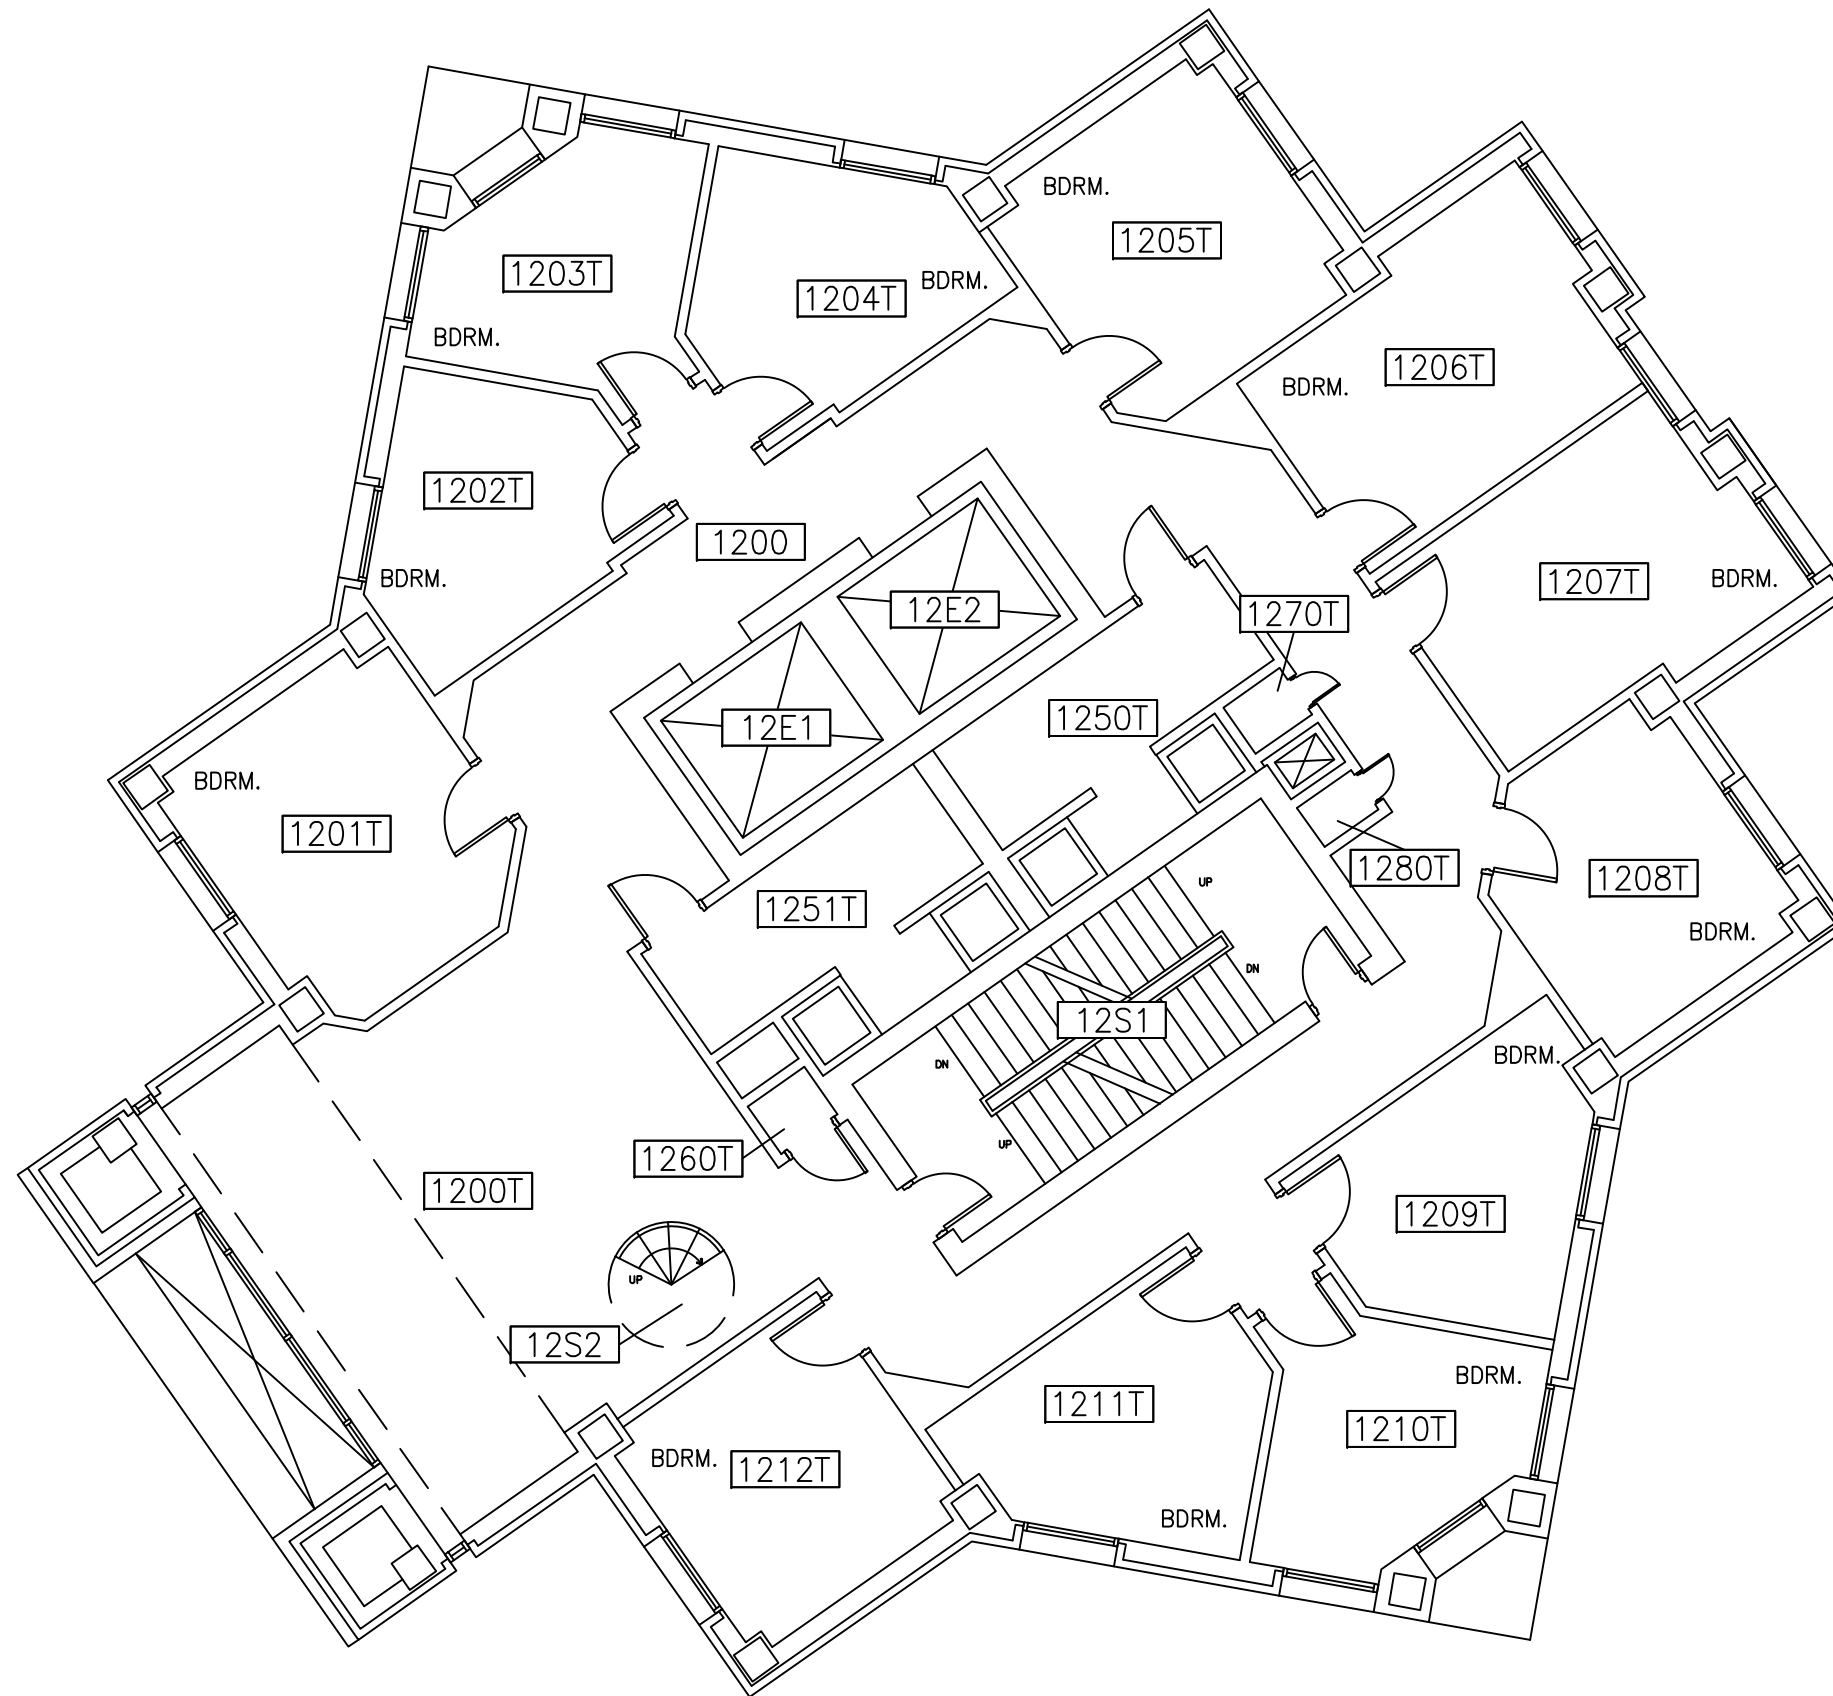 BDRM.
1205T
1203T
BDRM.
1204T
BDRM.
1206T
BDRM.
1202T
BDRM.
1200
12E2
1270T
1207T
BDRM.
12E1
1250T
BDRM.
1201T
1251T
1280T
1208T
BDRM.
UP
DN
12S1
DN
UP
BDRM.
1260T
1200T
1209T
UP
12S2
BDRM.
1210T
1211T
BDRM.
BDRM.
1212T